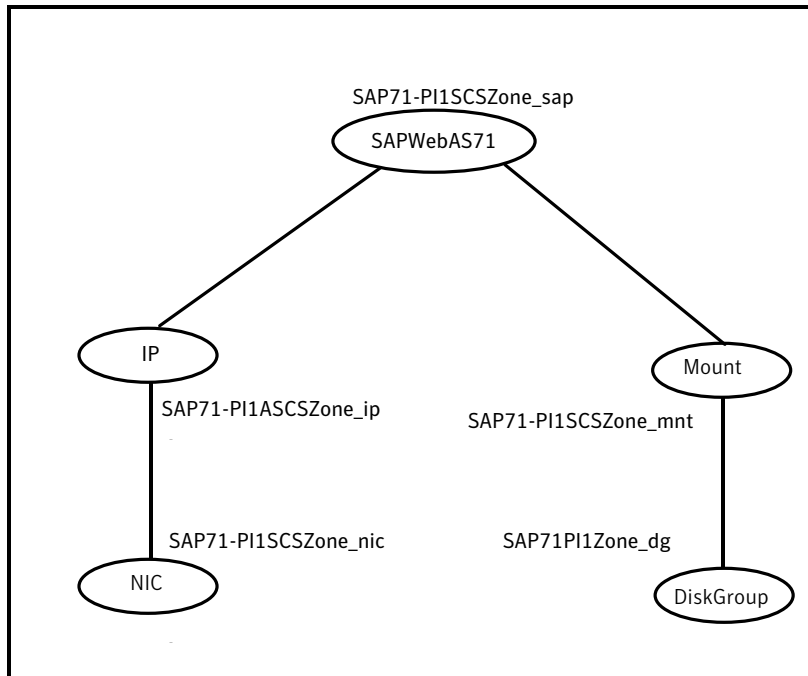 SAP71-PI1SCSZone_sap
SAPWebAS71
IP
Mount
SAP71-PI1ASCSZone_ip
SAP71-PI1SCSZone_mnt
SAP71-PI1SCSZone_nic
SAP71PI1Zone_dg
NIC
DiskGroup